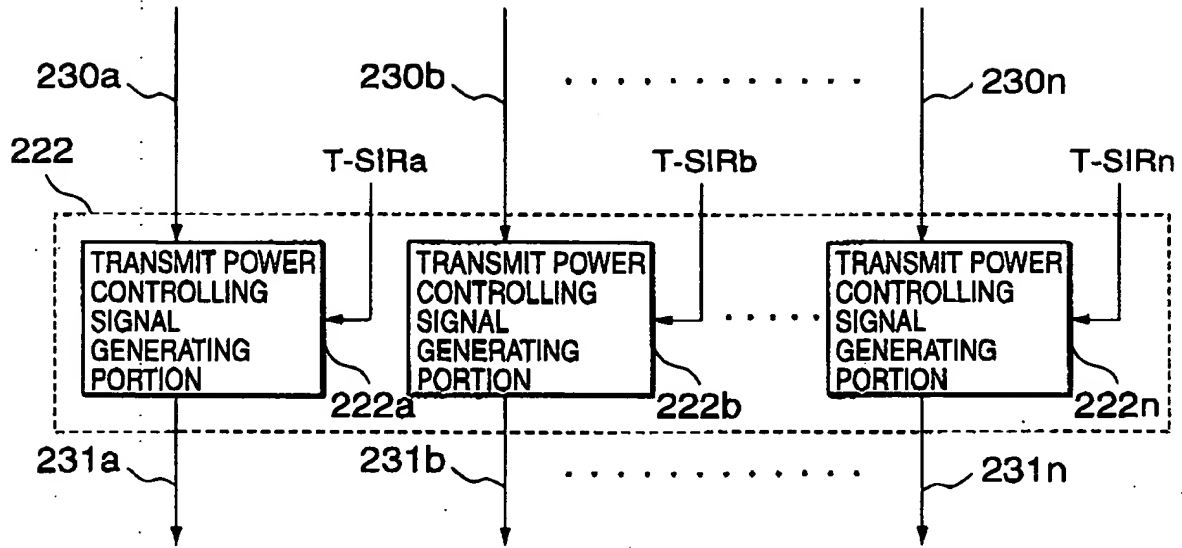 230a
230b
230n
222
T-SIRa
T-SIRb
T-SIRn
TRANSMIT POWER
CONTROLLING
SIGNAL
GENERATING
PORTION
TRANSMIT POWER
CONTROLLING
SIGNAL
GENERATING
PORTION
TRANSMIT POWER
CONTROLLING
SIGNAL
GENERATING
PORTION
222a
222b
222n
231a
231b
231n